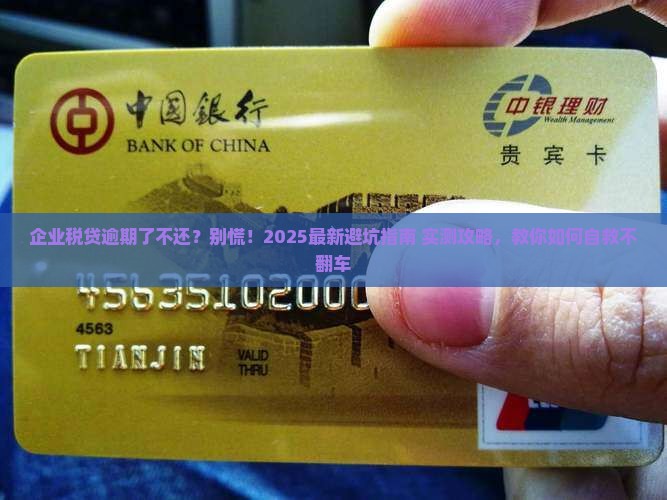 中国銀行
BANK OF CHINA
中银理财
Wealth Management
贵宾卡
企业税贷逾期了不还？别慌！2025最新避坑指南 实测攻略，教你如何自救不
翻车
45635102000
4563
TIANJIN
VALID
THRU